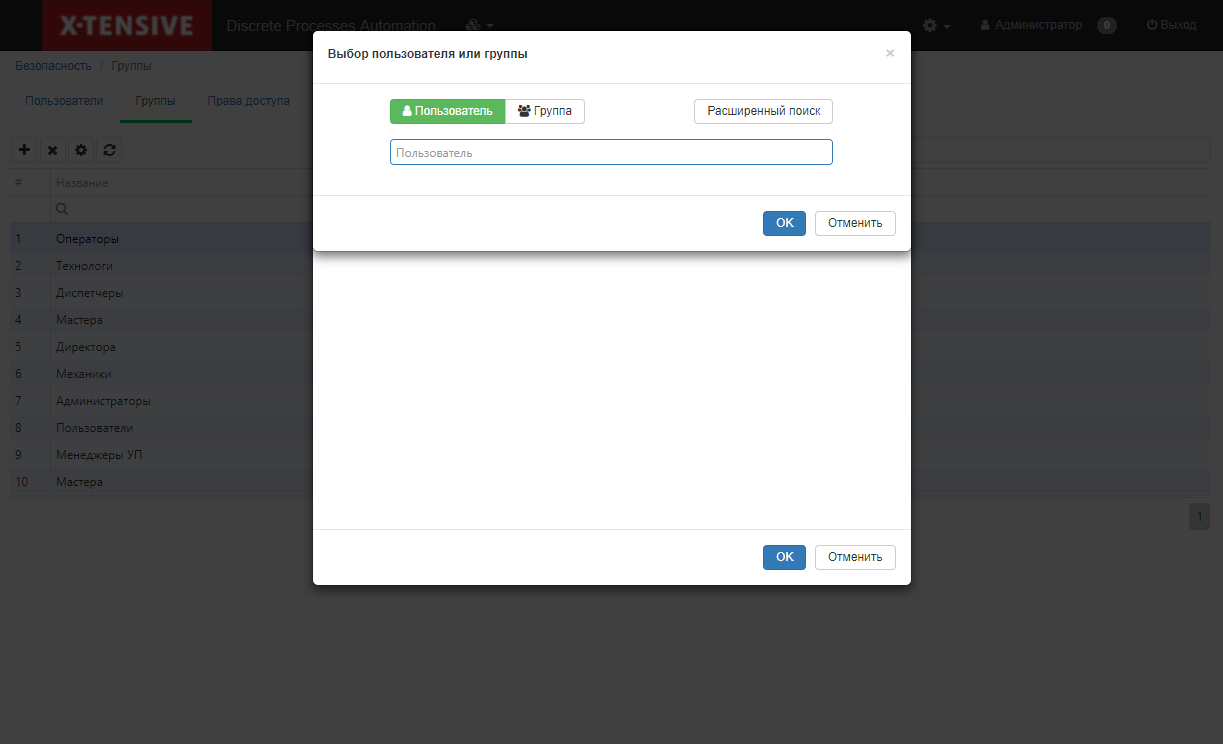 X-TENSIVE
Discrete Processes Automation
Администратор
0
Выход
Безопасность / Группы
Пользователи
Группы
Права доступа
Выбор пользователя или группы
×
Пользователь
Группа
Расширенный поиск
Пользователь
OK
Отменить
#
Название
1 Операторы
2 Технологи
3 Диспетчеры
4 Мастера
5 Директора
6 Механики
7 Администраторы
8 Пользователи
9 Менеджеры УП
10 Мастера
1
OK
Отменить